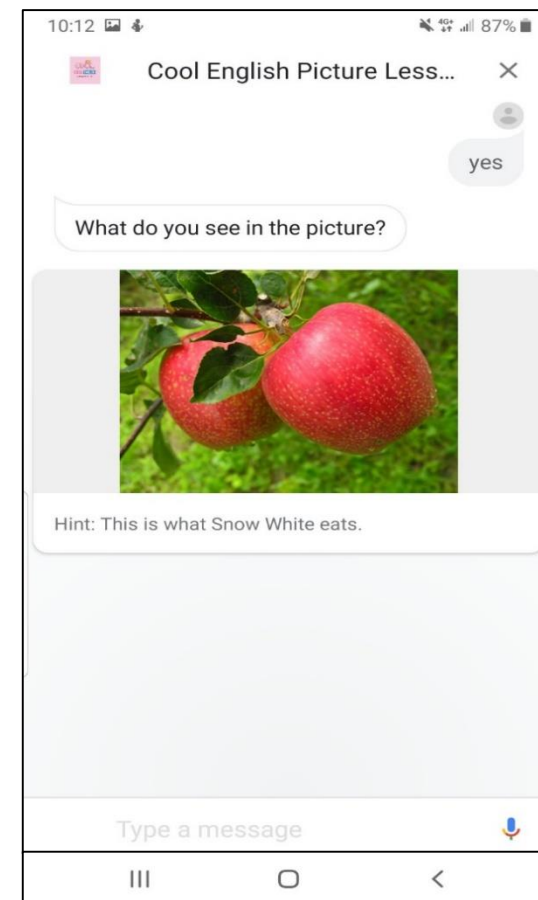 10:12 4G+ 87%
Cool English Picture Less...
yes
What do you see in the picture?
Hint: This is what Snow White eats.
Type a message